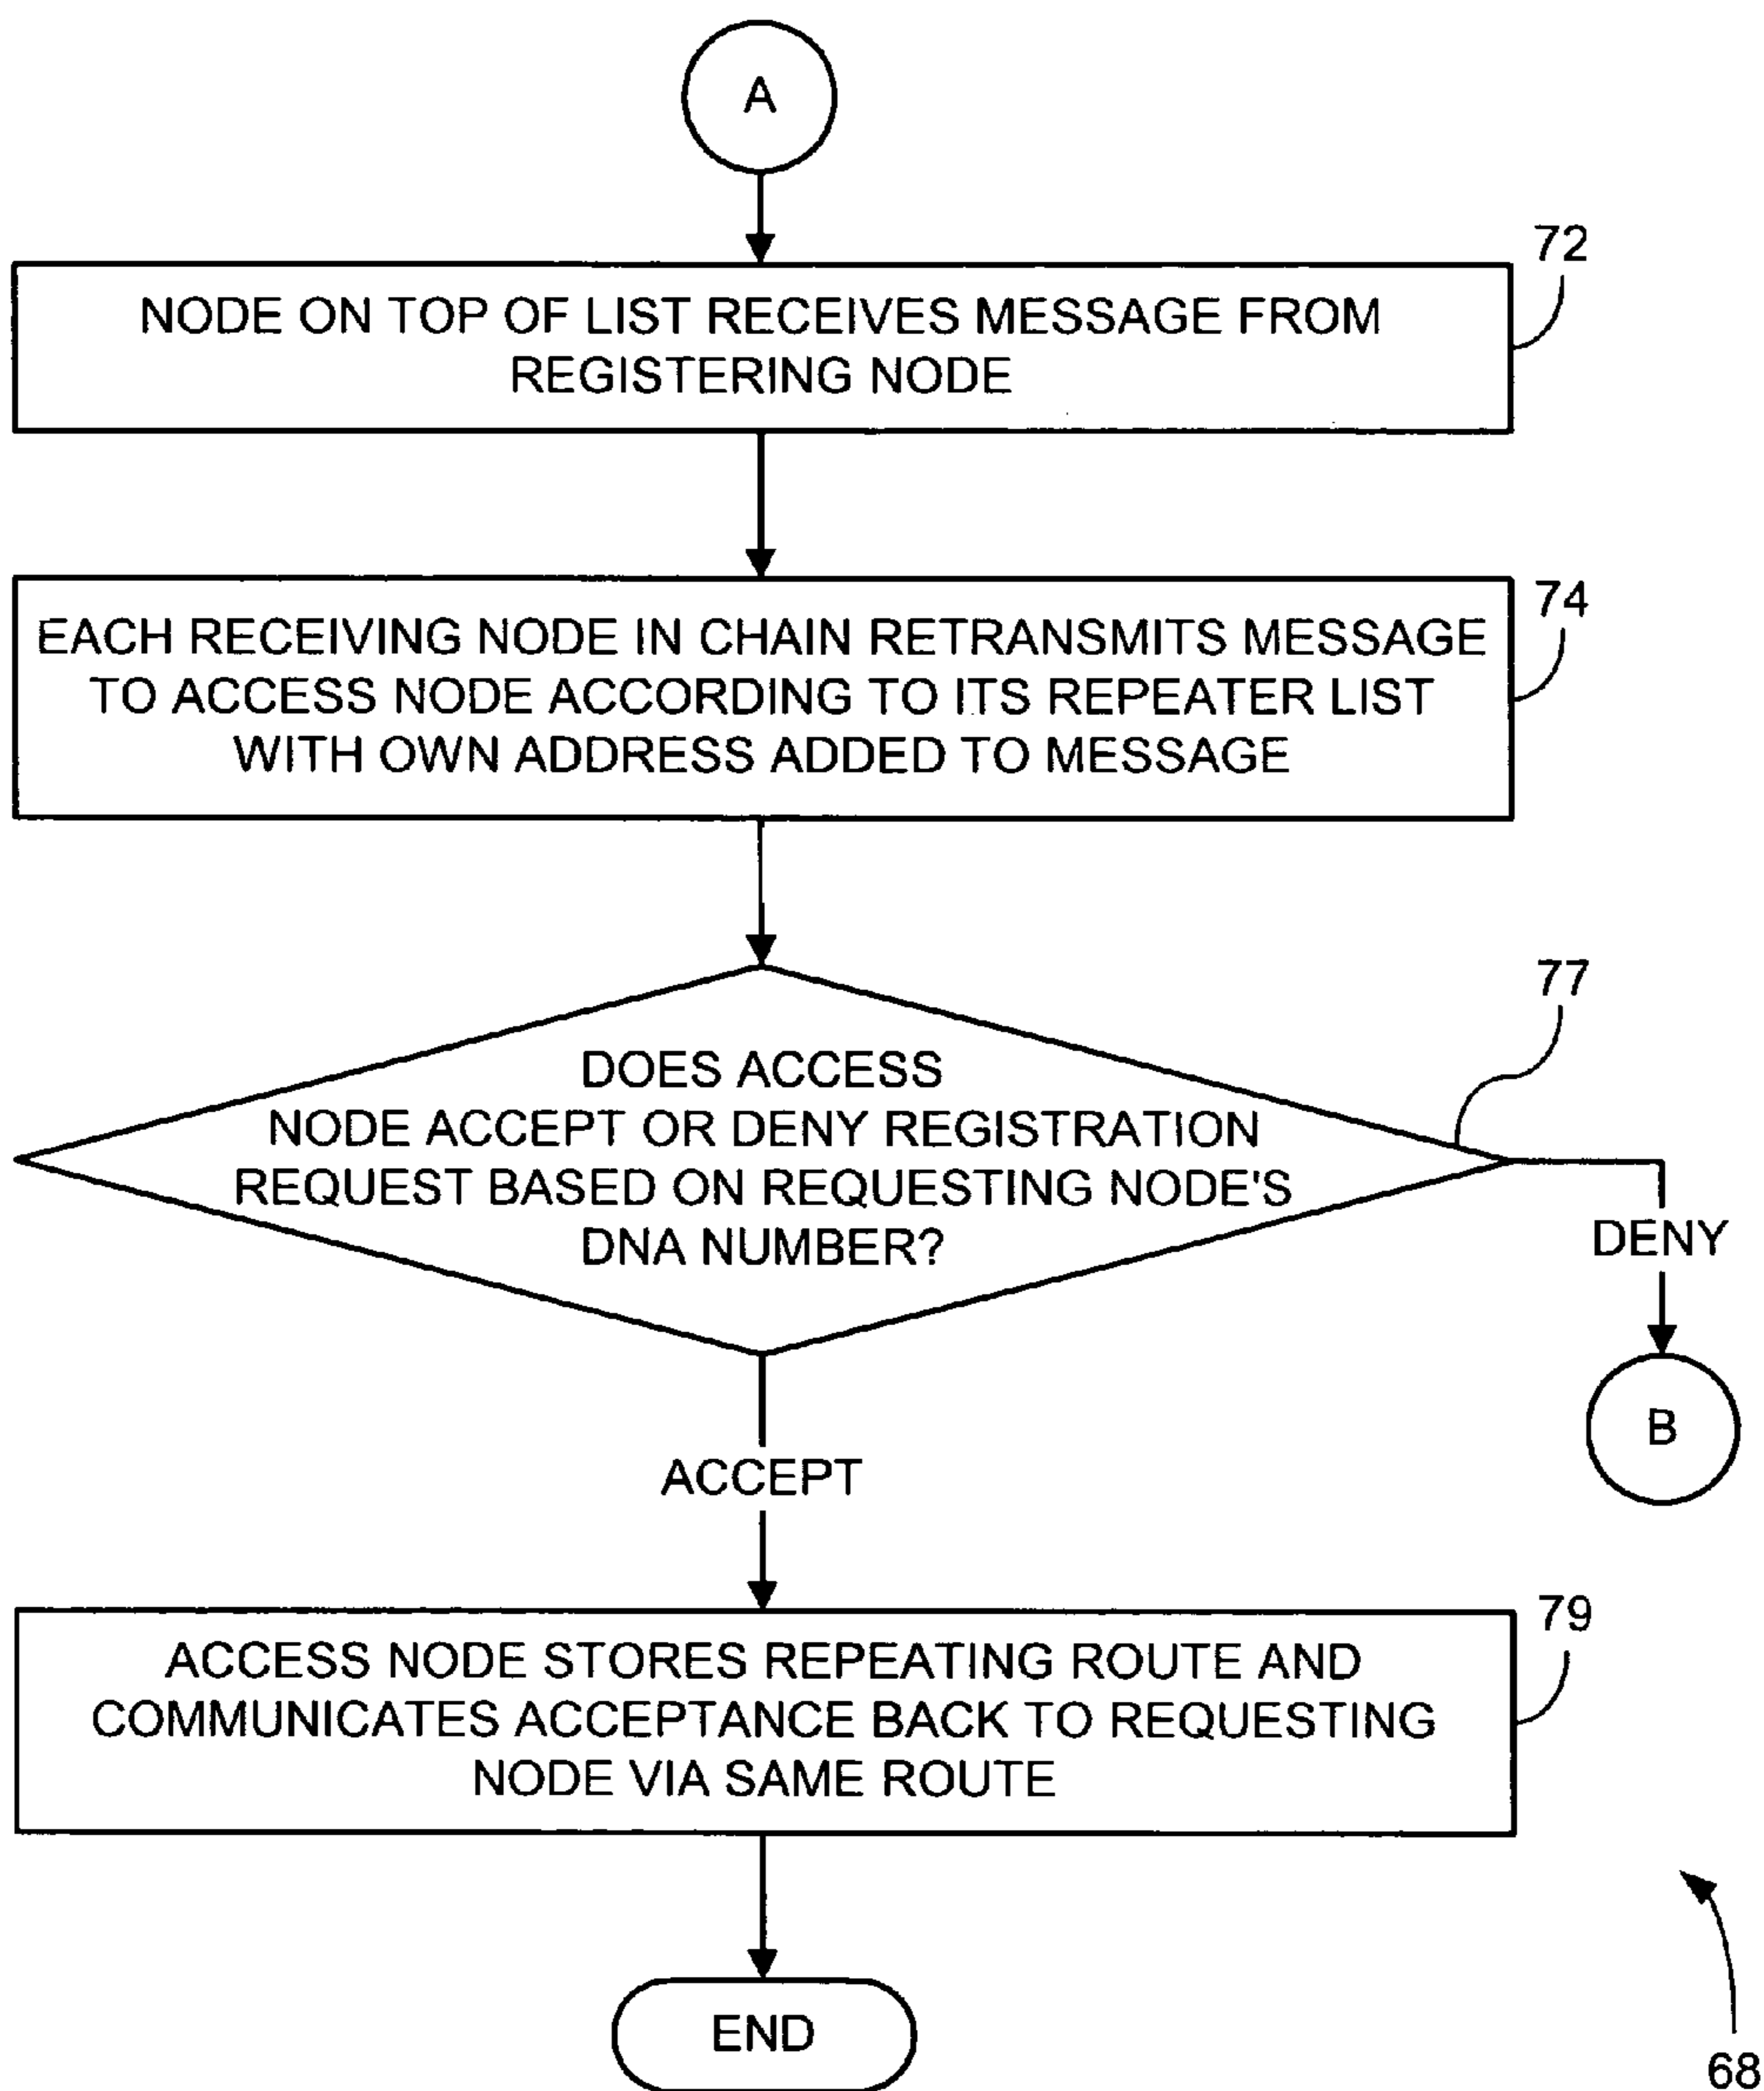 A
72
NODE ON TOP OF LIST RECEIVES MESSAGE FROM
REGISTERING NODE
74
EACH RECEIVING NODE IN CHAIN RETRANSMITS MESSAGE
TO ACCESS NODE ACCORDING TO ITS REPEATER LIST
WITH OWN ADDRESS ADDED TO MESSAGE
77
DOES ACCESS
NODE ACCEPT OR DENY REGISTRATION
REQUEST BASED ON REQUESTING NODE'S
DNA NUMBER?
DENY
B
ACCEPT
79
ACCESS NODE STORES REPEATING ROUTE AND
COMMUNICATES ACCEPTANCE BACK TO REQUESTING
NODE VIA SAME ROUTE
END
68